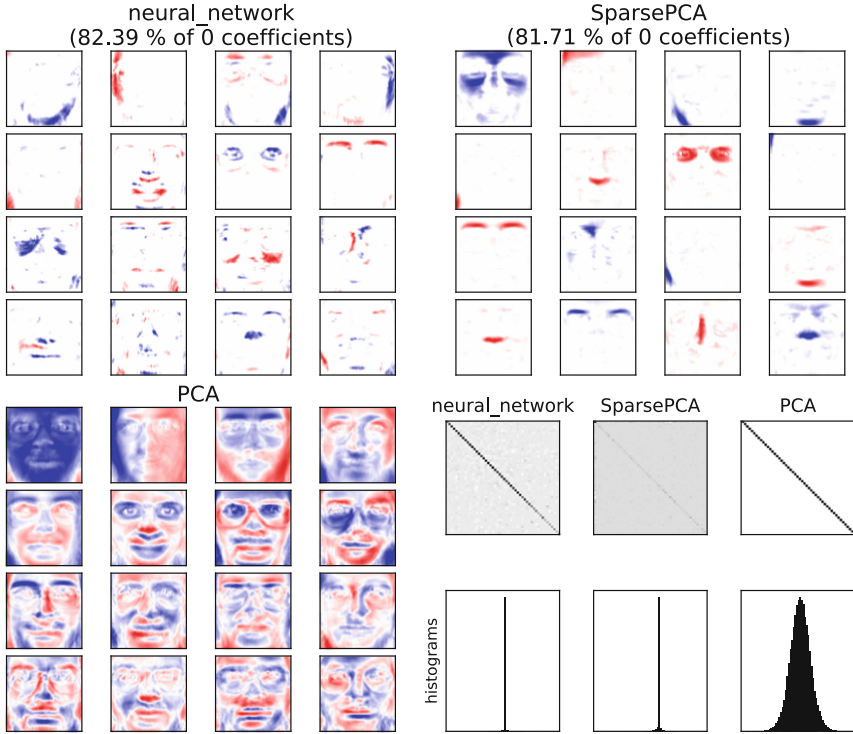 neural_network
(82.39 % of 0 coefficients)
SparsePCA
(81.71 % of 0 coefficients)
PCA
neural_network
SparsePCA
PCA
histograms